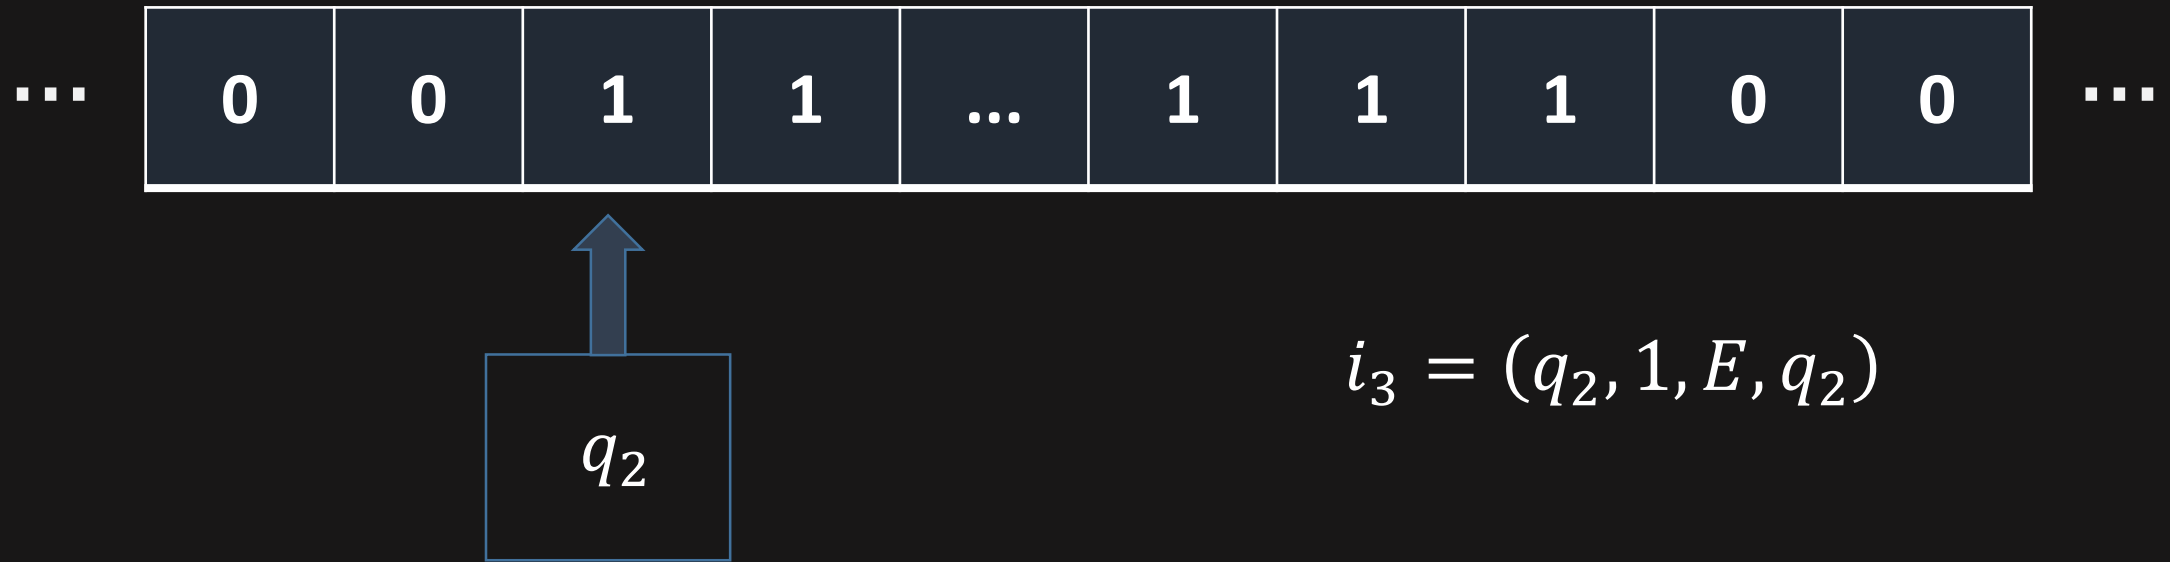 … 0 0 1 1 … 1 1 1 0 0 …
i₃ = (q₂, 1, E, q₂)
q₂